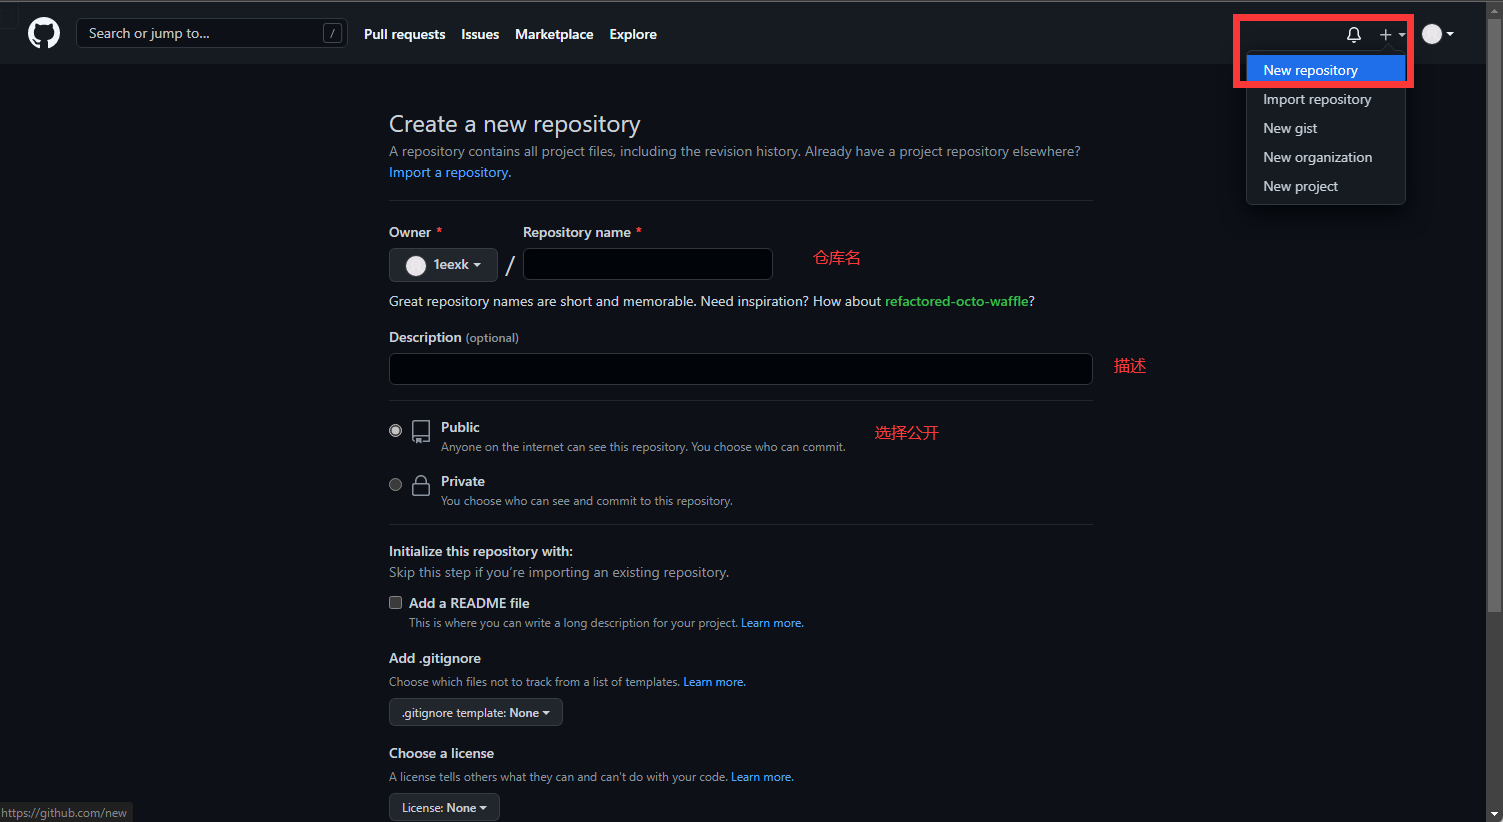 Search or jump to... /
Pull requests Issues Marketplace Explore
New repository
Import repository
New gist
New organization
New project
Create a new repository
A repository contains all project files, including the revision history. Already have a project repository elsewhere?
Import a repository.
Owner * Repository name *
1eexk / 仓库名
Great repository names are short and memorable. Need inspiration? How about refactored-octo-waffle?
Description (optional)
描述
Public
Anyone on the internet can see this repository. You choose who can commit.
选择公开
Private
You choose who can see and commit to this repository.
Initialize this repository with:
Skip this step if you're importing an existing repository.
Add a README file
This is where you can write a long description for your project. Learn more.
Add .gitignore
Choose which files not to track from a list of templates. Learn more.
.gitignore template: None
Choose a license
A license tells others what they can and can't do with your code. Learn more.
License: None
https://github.com/new